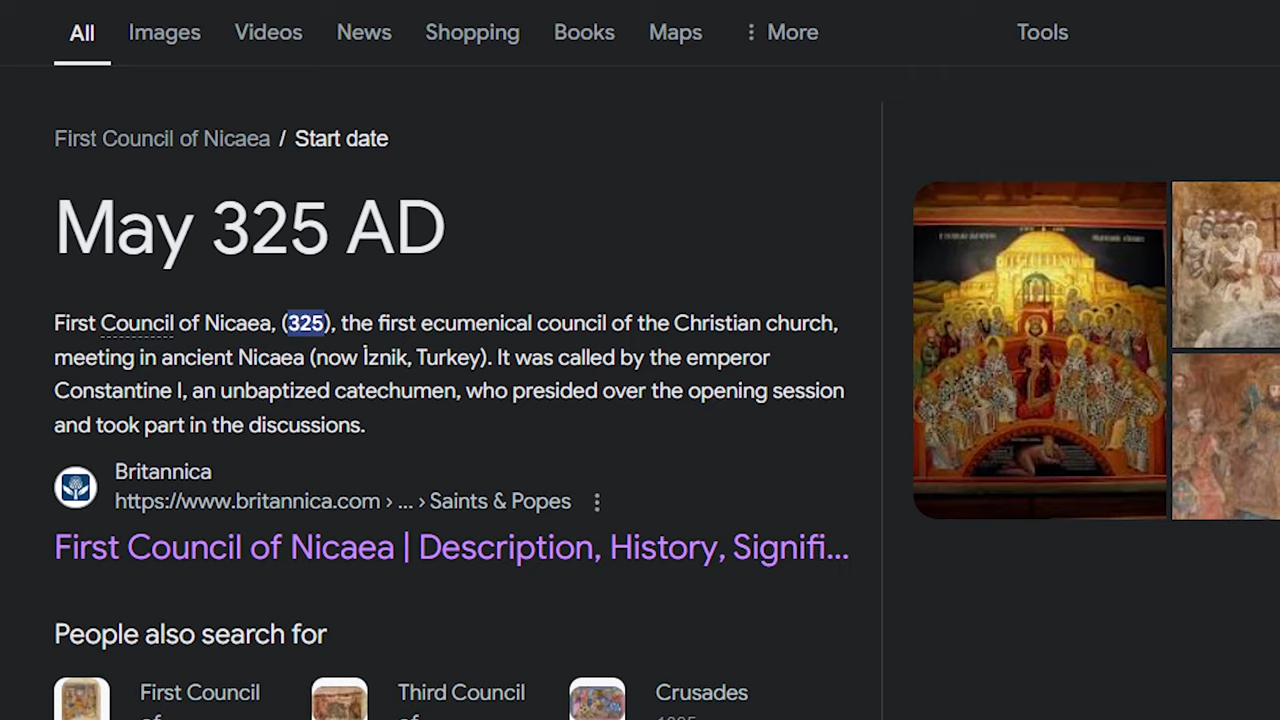 All Images Videos News Shopping Books Maps ⋮ More Tools
First Council of Nicaea / Start date
May 325 AD
First Council of Nicaea, (325), the first ecumenical council of the Christian church,
meeting in ancient Nicaea (now İznik, Turkey). It was called by the emperor
Constantine I, an unbaptized catechumen, who presided over the opening session
and took part in the discussions.
Britannica
https://www.britannica.com › ... › Saints & Popes
First Council of Nicaea | Description, History, Signifi...
People also search for
First Council Third Council Crusades